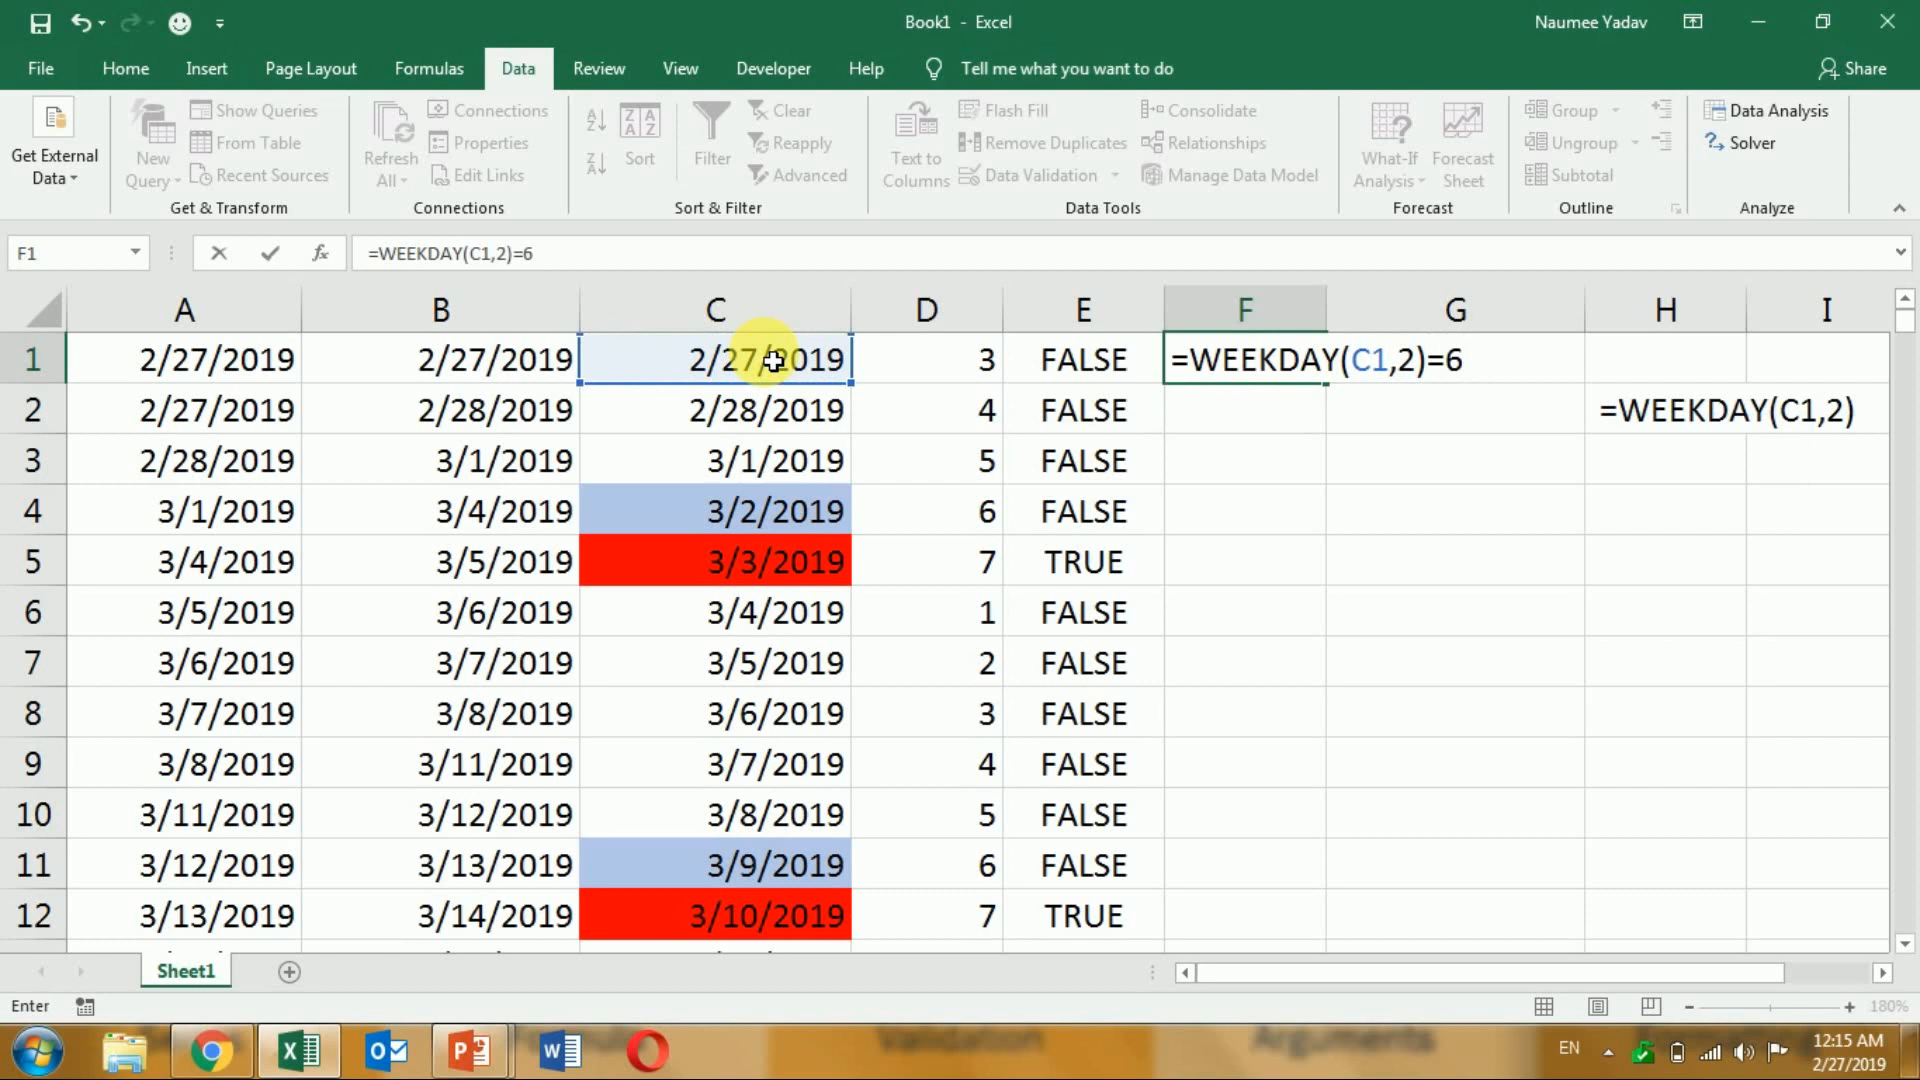 Book1 - Excel
Naumee Yadav
File Home Insert Page Layout Formulas Data Review View Developer Help Tell me what you want to do Share
Get External Data
New Query
Show Queries
From Table
Recent Sources
Get & Transform
Refresh All
Connections
Properties
Edit Links
Connections
Sort
Filter
Clear
Reapply
Advanced
Sort & Filter
Text to Columns
Flash Fill
Remove Duplicates
Data Validation
Consolidate
Relationships
Manage Data Model
Data Tools
What-If Analysis
Forecast Sheet
Forecast
Group
Ungroup
Subtotal
Outline
Data Analysis
Solver
Analyze
F1 fx =WEEKDAY(C1,2)=6
A B C D E F G H I
1 2/27/2019 2/27/2019 2/27/2019 3 FALSE =WEEKDAY(C1,2)=6
2 2/27/2019 2/28/2019 2/28/2019 4 FALSE =WEEKDAY(C1,2)
3 2/28/2019 3/1/2019 3/1/2019 5 FALSE
4 3/1/2019 3/4/2019 3/2/2019 6 FALSE
5 3/4/2019 3/5/2019 3/3/2019 7 TRUE
6 3/5/2019 3/6/2019 3/4/2019 1 FALSE
7 3/6/2019 3/7/2019 3/5/2019 2 FALSE
8 3/7/2019 3/8/2019 3/6/2019 3 FALSE
9 3/8/2019 3/11/2019 3/7/2019 4 FALSE
10 3/11/2019 3/12/2019 3/8/2019 5 FALSE
11 3/12/2019 3/13/2019 3/9/2019 6 FALSE
12 3/13/2019 3/14/2019 3/10/2019 7 TRUE
Sheet1
Enter
180%
Validation Arguments
EN
12:15 AM
2/27/2019